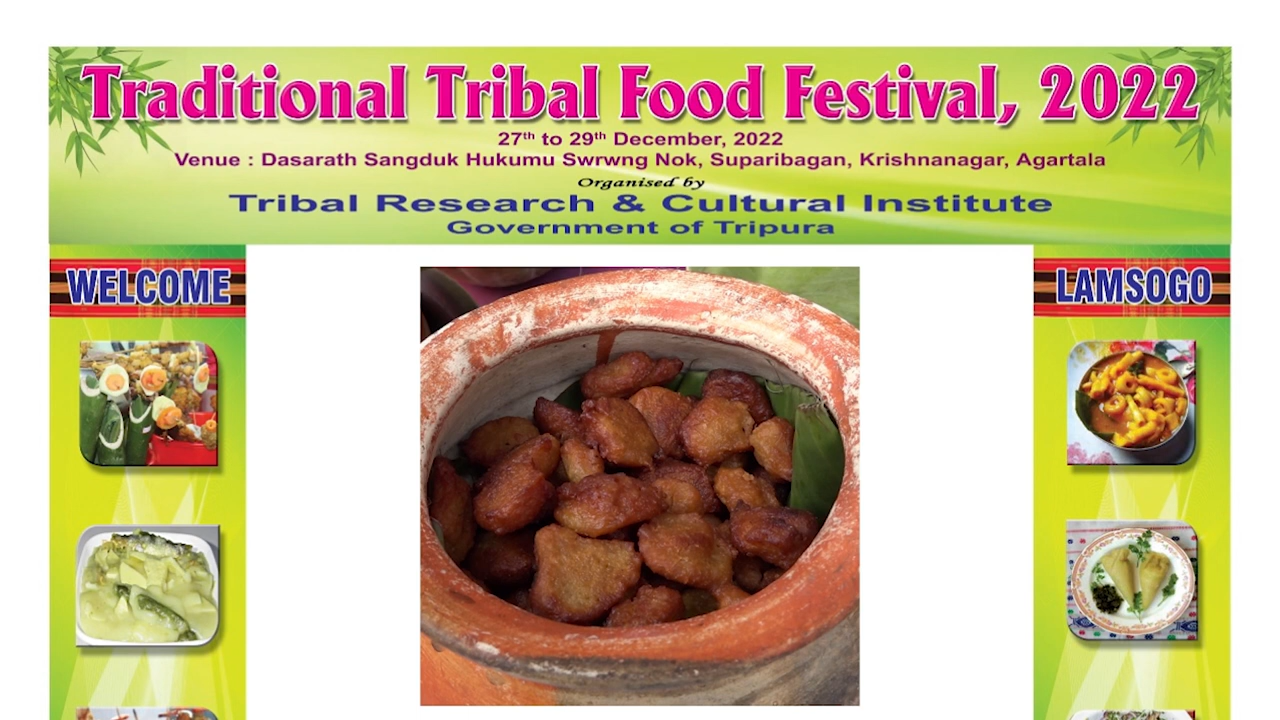 Traditional Tribal Food Festival, 2022
27th to 29th December, 2022
Venue : Dasarath Sangduk Hukumu Swrwng Nok, Suparibagan, Krishnanagar, Agartala
Organised by
Tribal Research & Cultural Institute
Government of Tripura
WELCOME
LAMSOGO